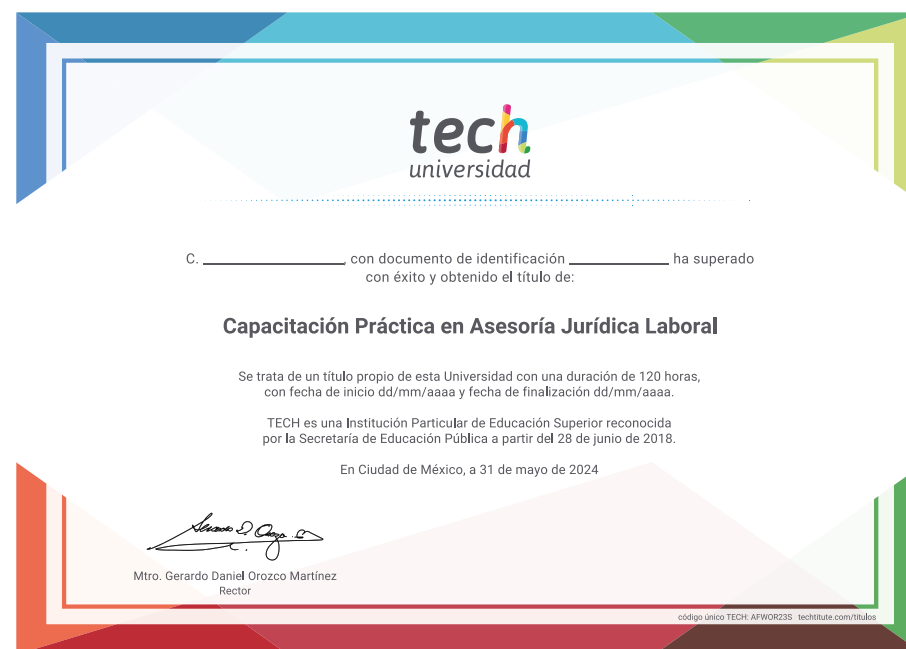 tech
universidad
C. ____________, con documento de identificación ____________ ha superado
con éxito y obtenido el título de:
Capacitación Práctica en Asesoría Jurídica Laboral
Se trata de un título propio de esta Universidad con una duración de 120 horas,
con fecha de inicio dd/mm/aaaa y fecha de finalización dd/mm/aaaa.
TECH es una Institución Particular de Educación Superior reconocida
por la Secretaría de Educación Pública a partir del 28 de junio de 2018.
En Ciudad de México, a 31 de mayo de 2024
Mtro. Gerardo Daniel Orozco Martínez
Rector
código único TECH: AFWOR23S techtitute.com/titulos